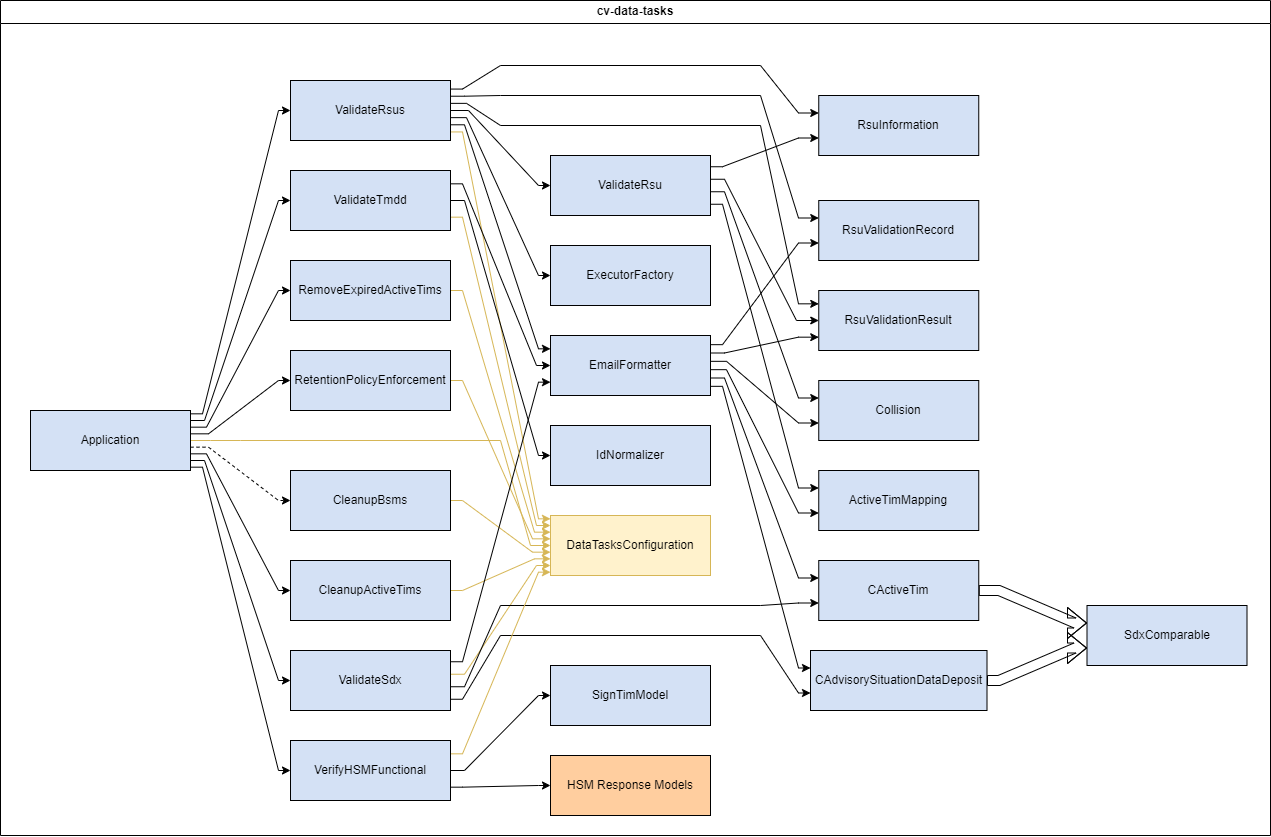 cv-data-tasks
ValidateRsus
RsuInformation
ValidateTmdd
ValidateRsu
RsuValidationRecord
RemoveExpiredActiveTims
ExecutorFactory
RsuValidationResult
RetentionPolicyEnforcement
EmailFormatter
Collision
Application
IdNormalizer
CleanupBsms
ActiveTimMapping
DataTasksConfiguration
CleanupActiveTims
CActiveTim
SdxComparable
ValidateSdx
SignTimModel
CAdvisorySituationDataDeposit
VerifyHSMFunctional
HSM Response Models